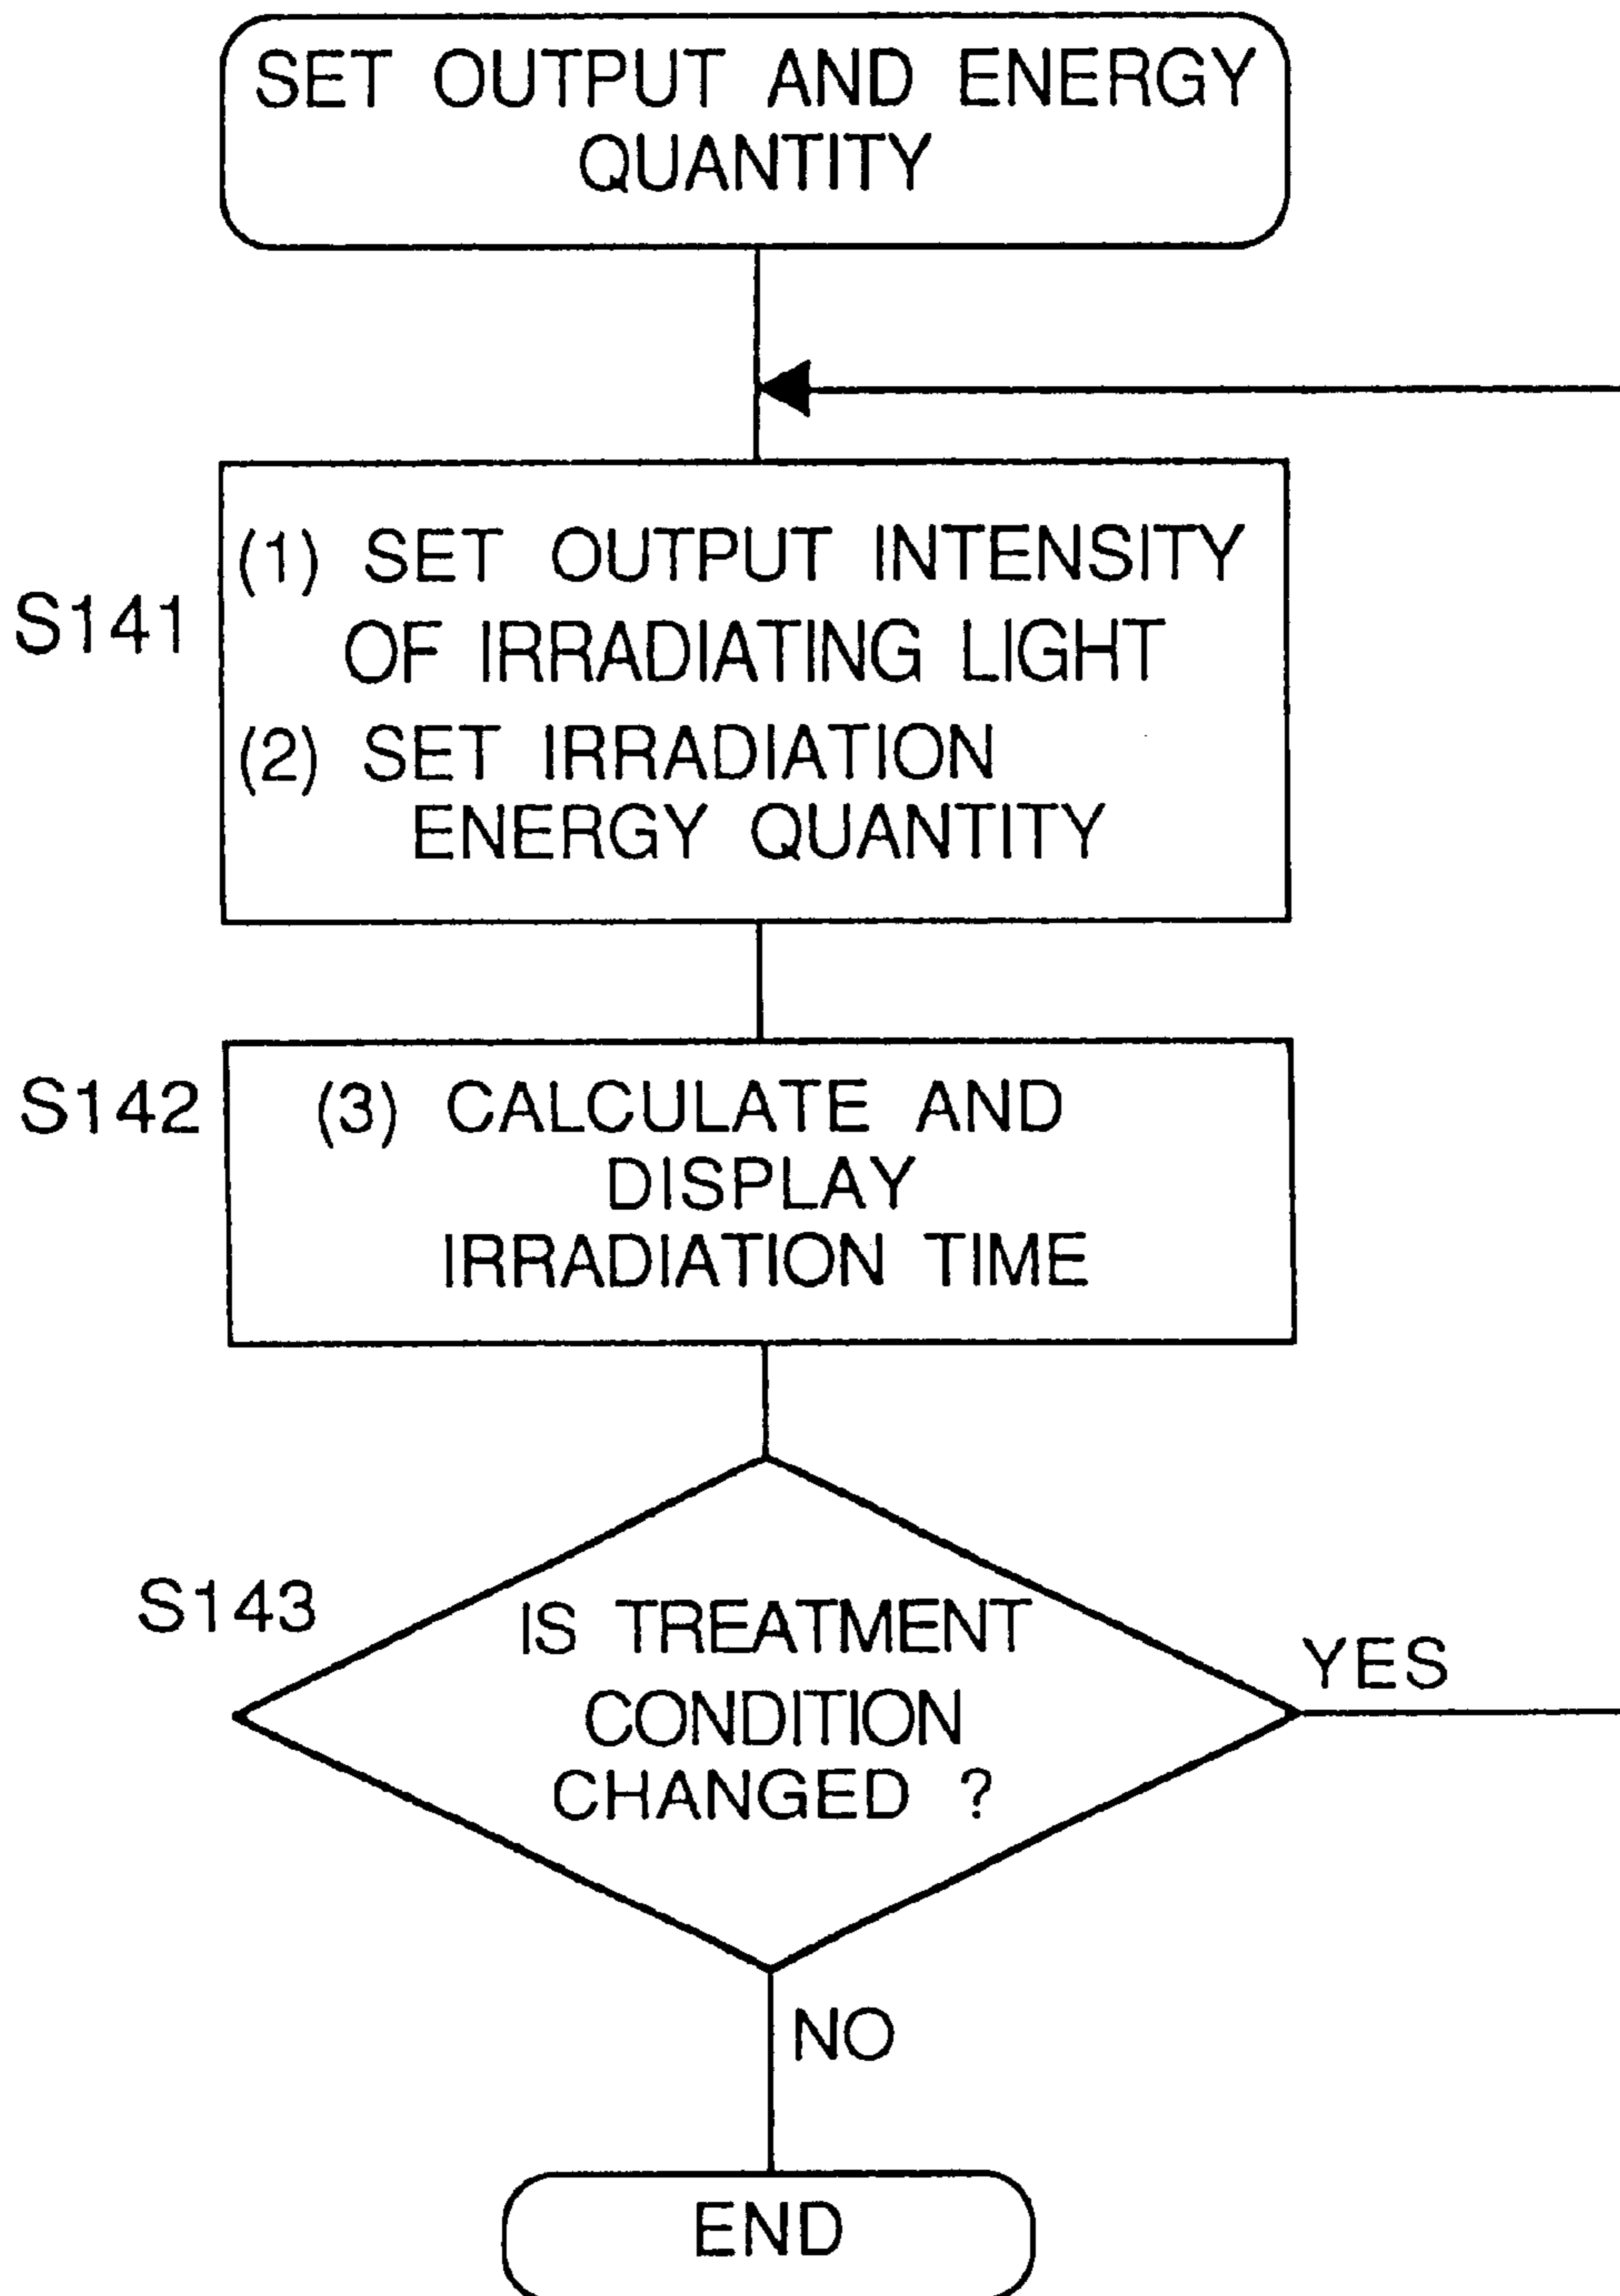 SET OUTPUT AND ENERGY
QUANTITY
S141
(1) SET OUTPUT INTENSITY
OF IRRADIATING LIGHT
(2) SET IRRADIATION
ENERGY QUANTITY
S142
(3) CALCULATE AND
DISPLAY
IRRADIATION TIME
S143
IS TREATMENT
CONDITION
CHANGED ?
YES
NO
END